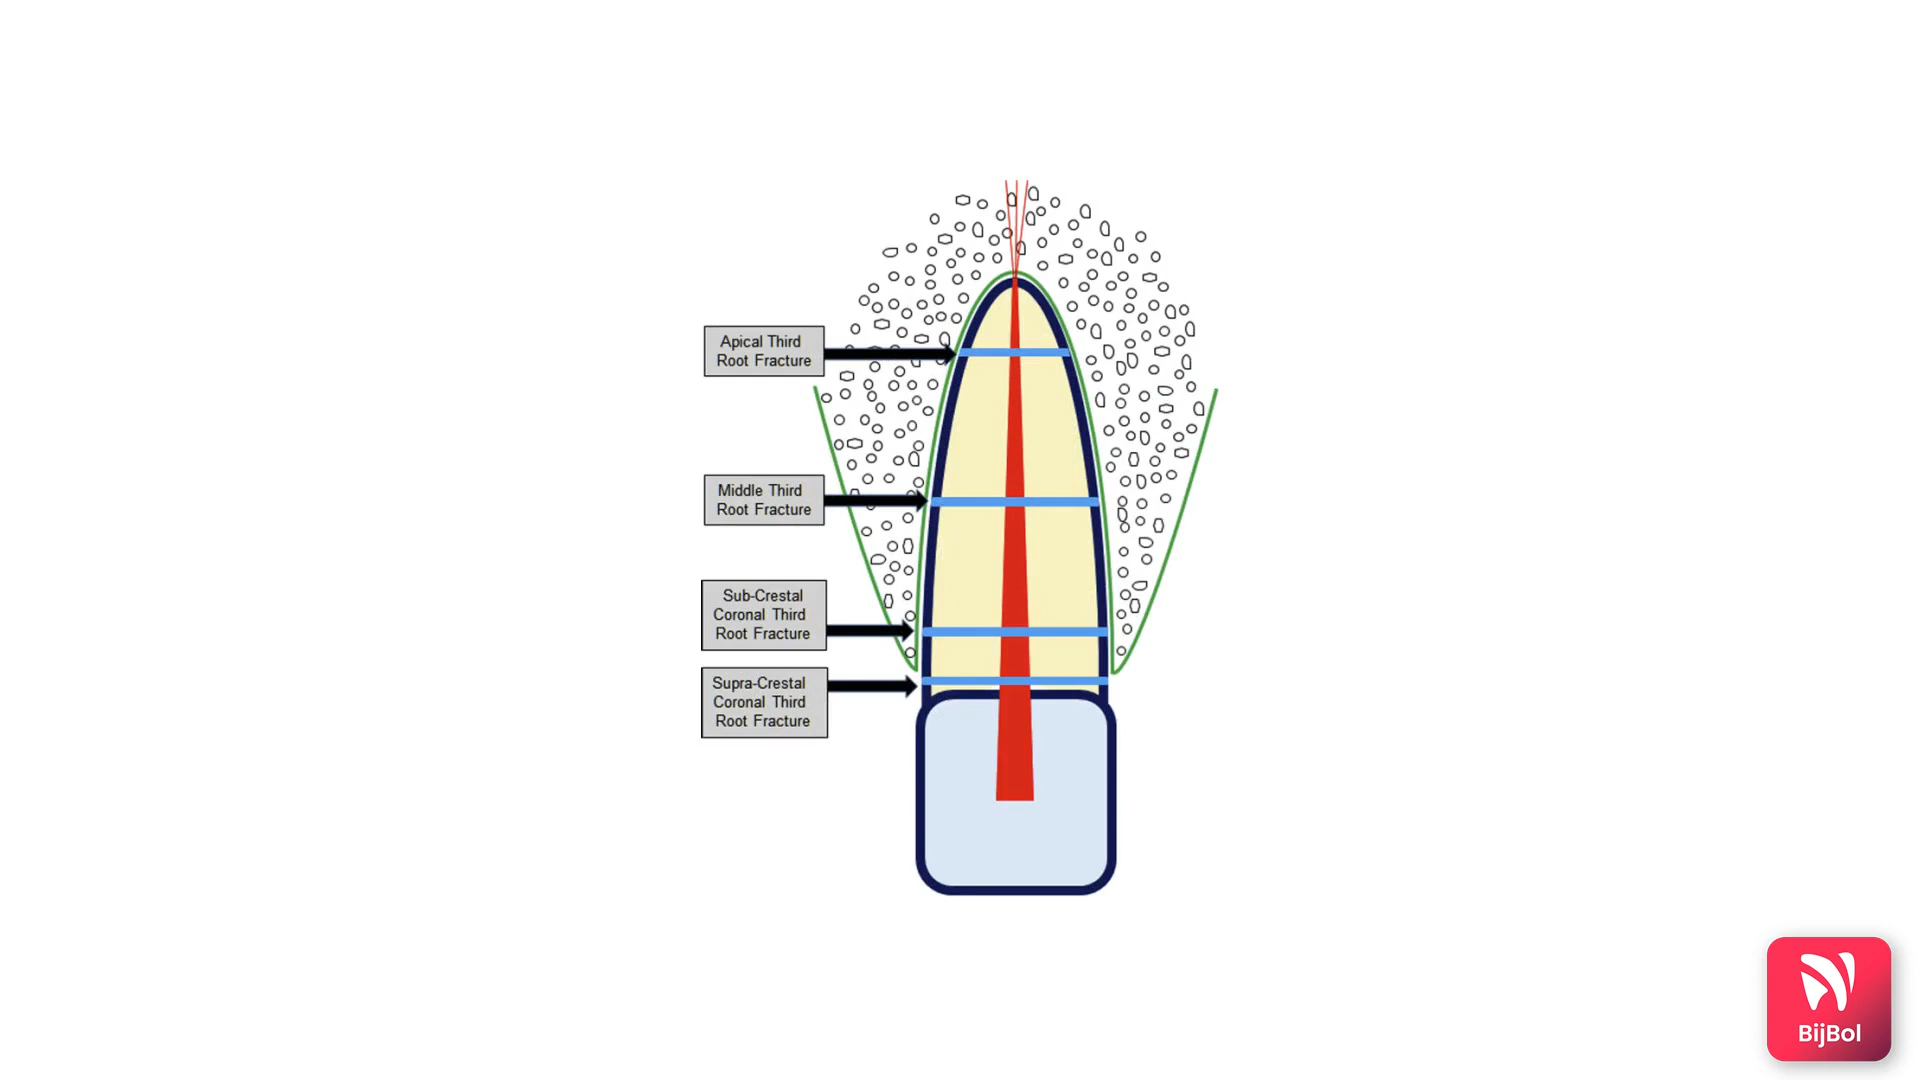 Apical Third
Root Fracture
Middle Third
Root Fracture
Sub-Crestal
Coronal Third
Root Fracture
Supra-Crestal
Coronal Third
Root Fracture
BijBol